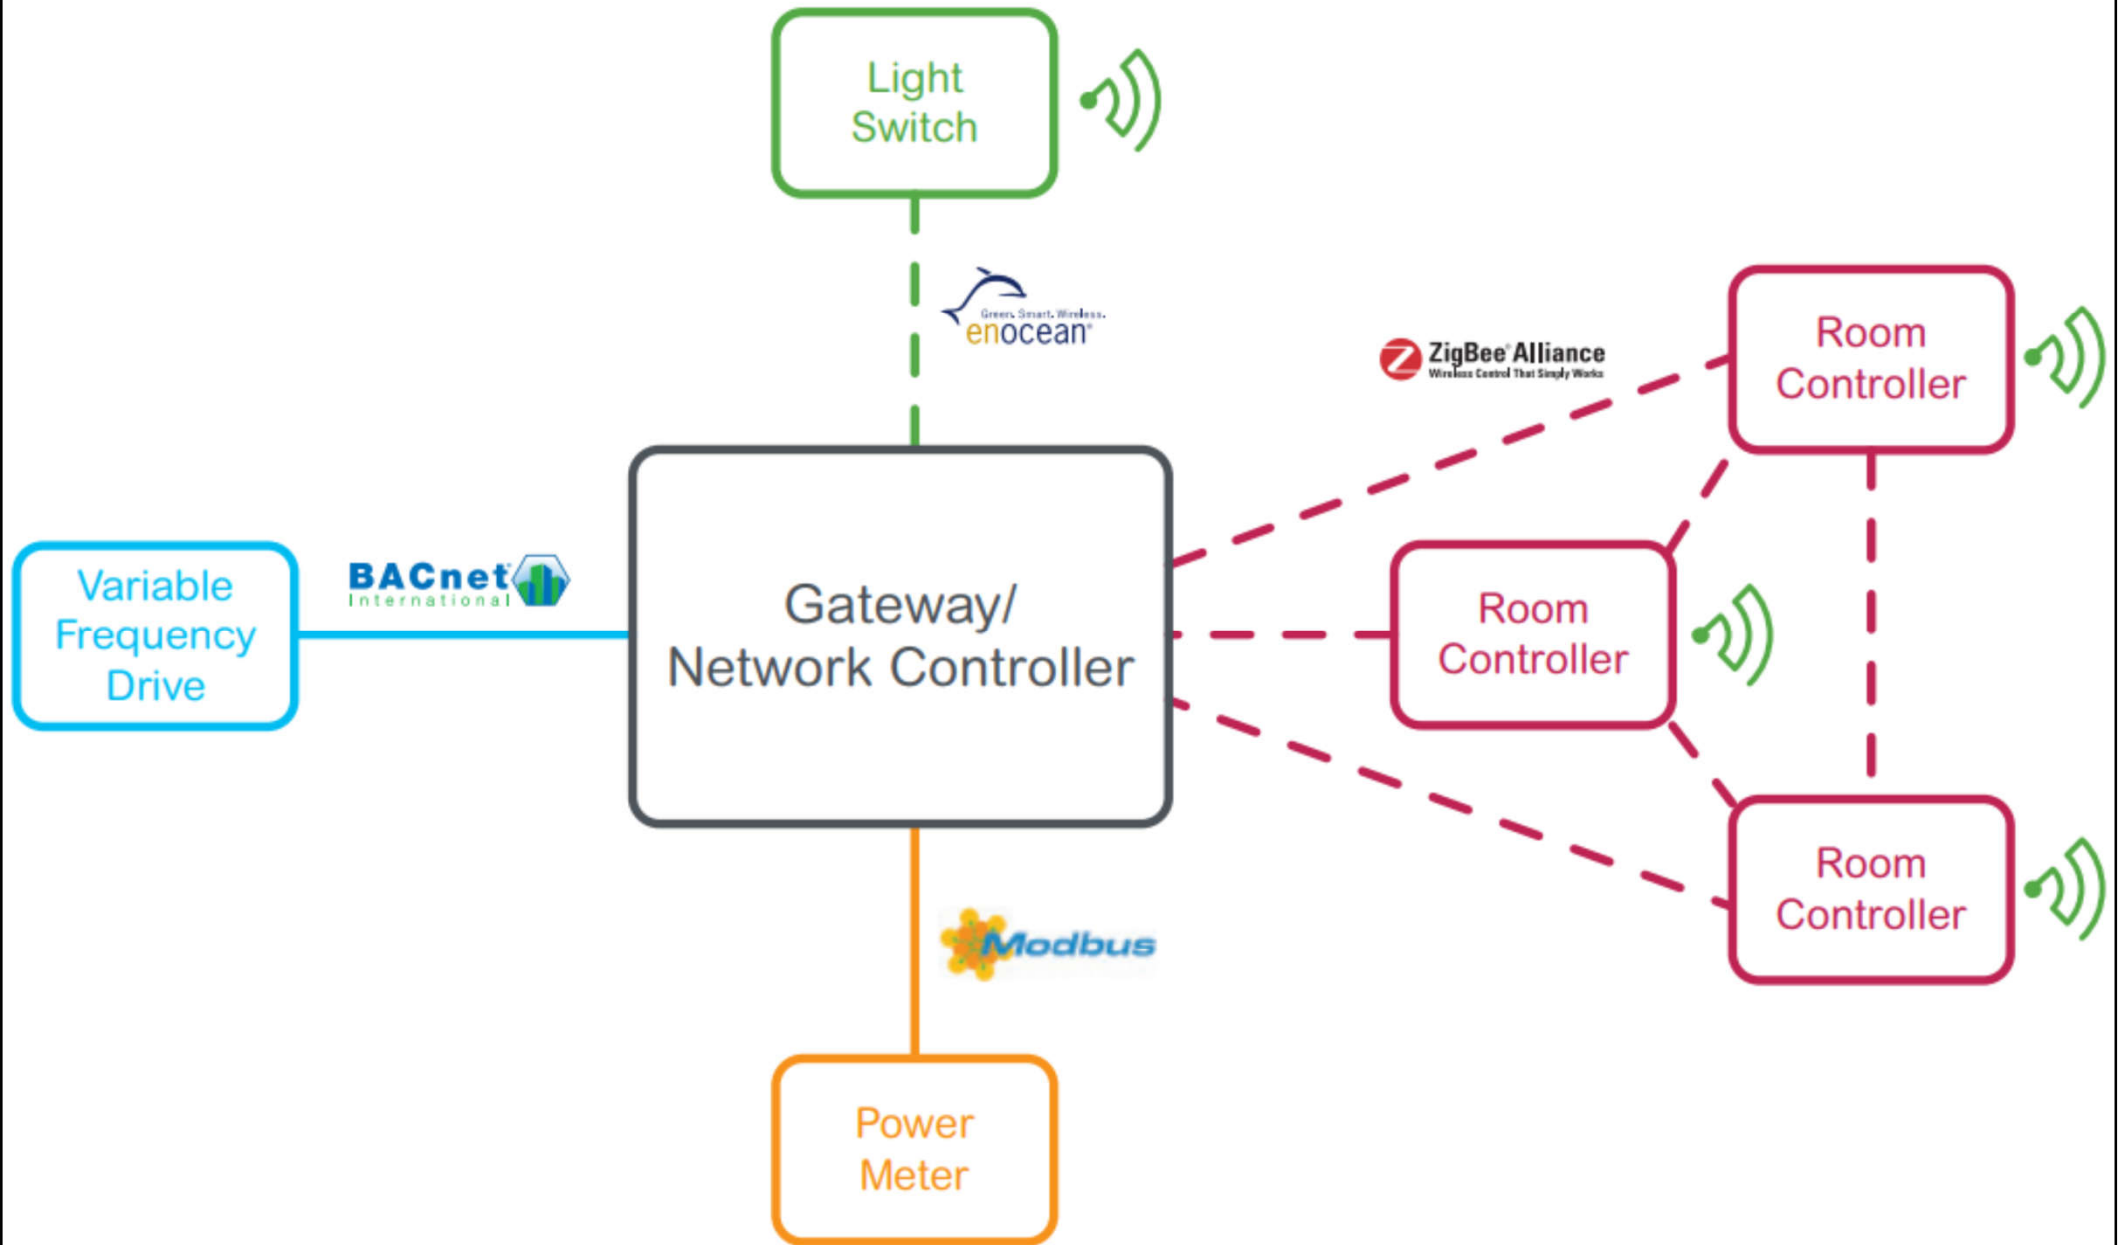 Light
Switch
Green. Smart. Wireless.
enocean®
ZigBee® Alliance
Wireless Control That Simply Works
Room
Controller
BACnet
International
Variable
Frequency
Drive
Gateway/
Network Controller
Room
Controller
Modbus
Room
Controller
Power
Meter